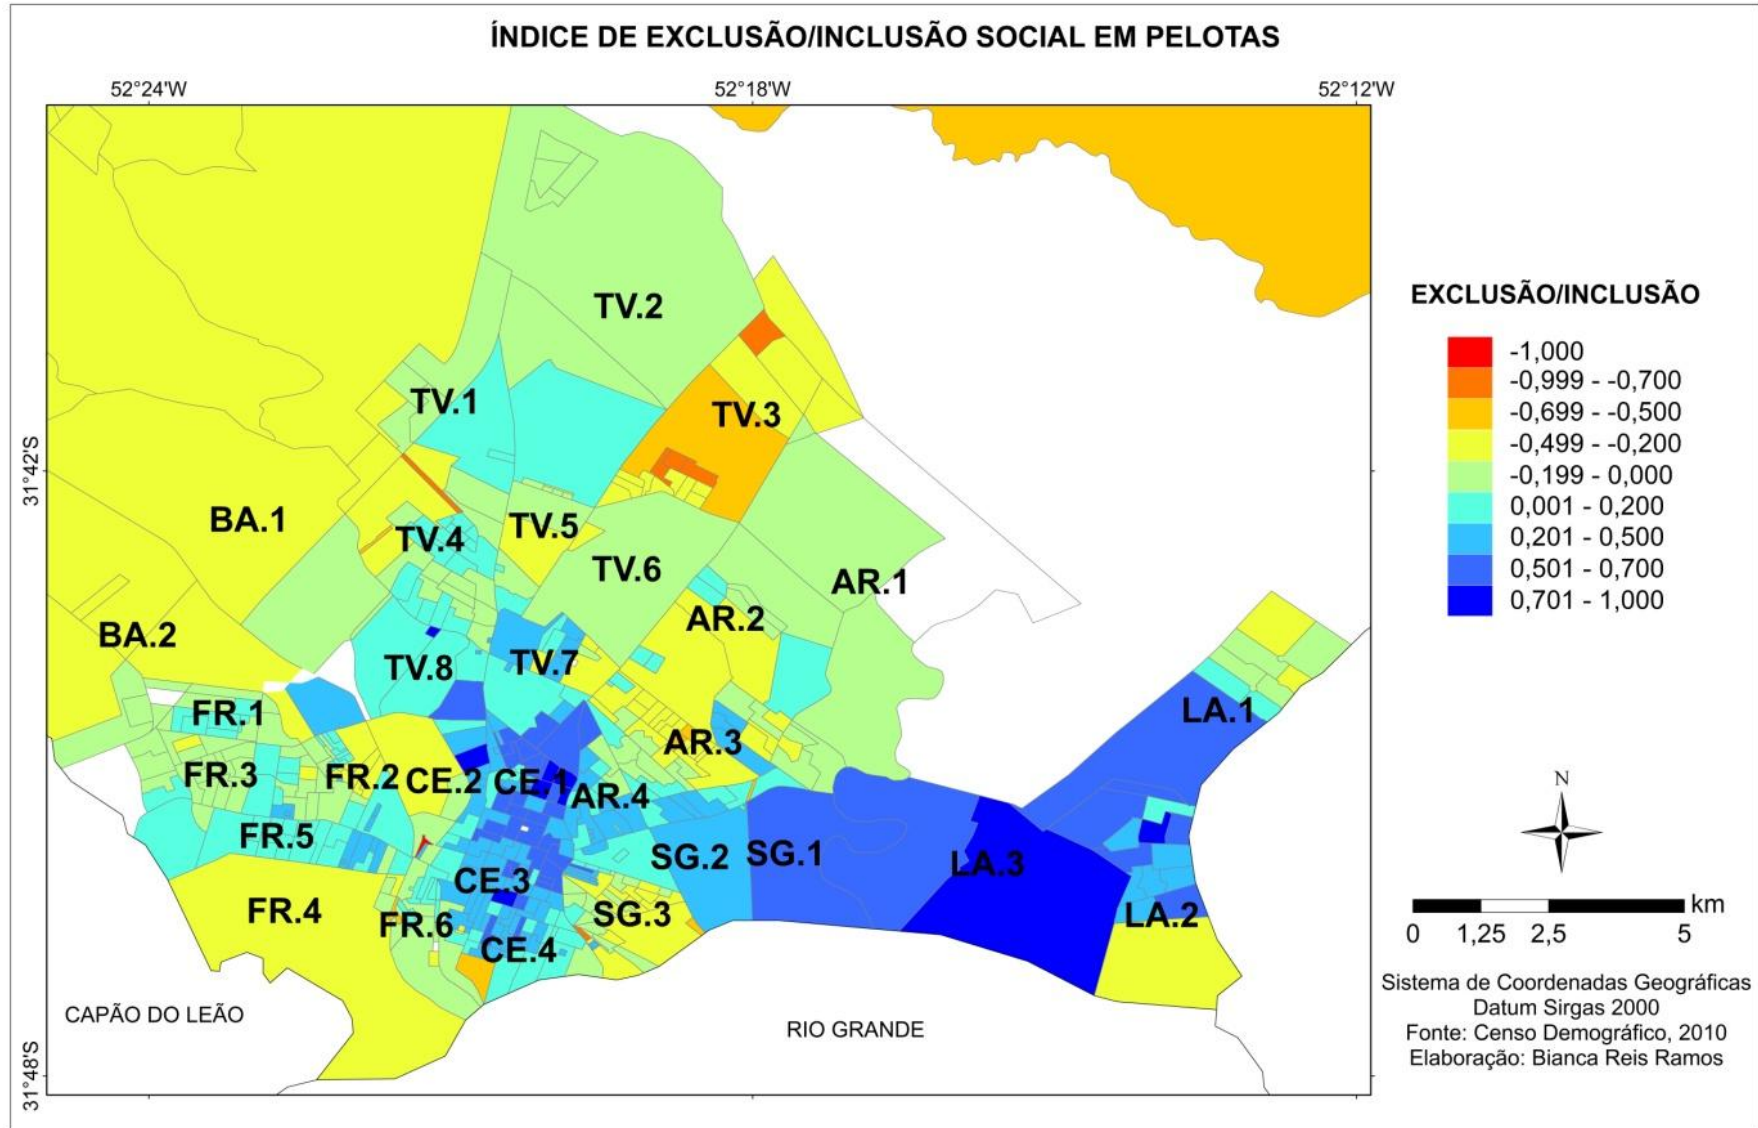 ÍNDICE DE EXCLUSÃO/INCLUSÃO SOCIAL EM PELOTAS
52°24'W
52°18'W
52°12'W
31°42'S
31°48'S
TV.2
TV.1
TV.3
BA.1
TV.4
TV.5
TV.6
AR.1
BA.2
AR.2
TV.8
TV.7
FR.1
AR.3
LA.1
FR.3
FR.2
CE.2
CE.1
AR.4
FR.5
SG.2
SG.1
LA.3
CE.3
FR.4
FR.6
SG.3
LA.2
CE.4
CAPÃO DO LEÃO
RIO GRANDE
EXCLUSÃO/INCLUSÃO
-1,000
-0,999 - -0,700
-0,699 - -0,500
-0,499 - -0,200
-0,199 - 0,000
0,001 - 0,200
0,201 - 0,500
0,501 - 0,700
0,701 - 1,000
N
km
0 1,25 2,5 5
Sistema de Coordenadas Geográficas
Datum Sirgas 2000
Fonte: Censo Demográfico, 2010
Elaboração: Bianca Reis Ramos